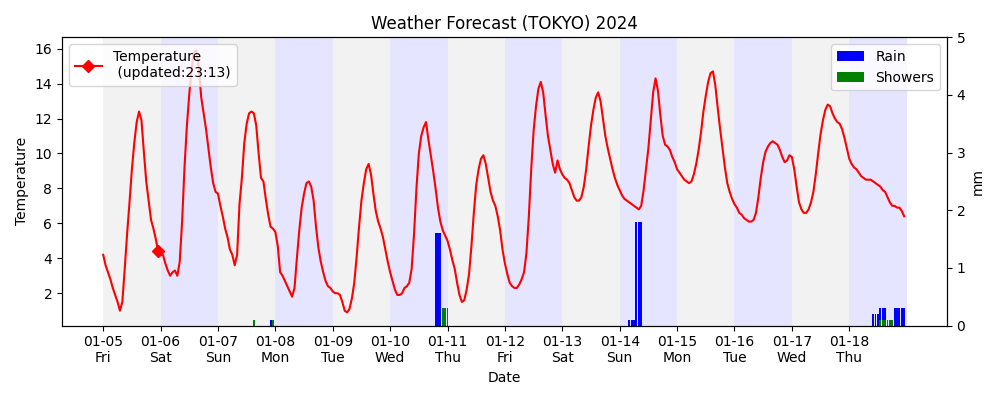 Weather Forecast (TOKYO) 2024
Temperature
(updated:23:13)
Rain
Showers
Temperature
16
14
12
10
8
6
4
2
5
4
3
2
1
0
mm
01-05 01-06 01-07 01-08 01-09 01-10 01-11 01-12 01-13 01-14 01-15 01-16 01-17 01-18
Fri Sat Sun Mon Tue Wed Thu Fri Sat Sun Mon Tue Wed Thu
Date